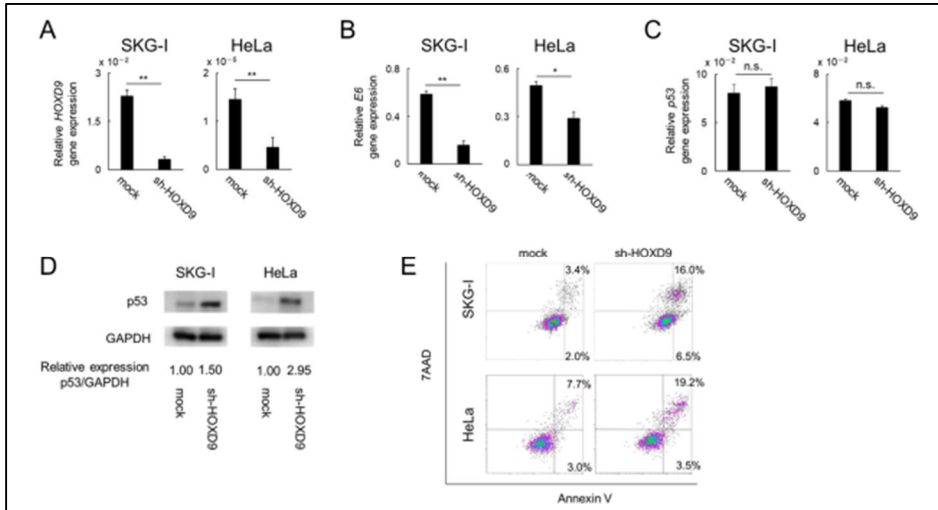 A
SKG-I
HeLa
x 10⁻²
x 10⁻⁵
Relative HOXD9
gene expression
3
1.5
0
2
1
0
**
**
mock
sh-HOXD9
mock
sh-HOXD9
B
SKG-I
HeLa
Relative E6
gene expression
0.6
0.4
0.2
0
0.6
0.3
0
**
*
mock
sh-HOXD9
mock
sh-HOXD9
C
SKG-I
HeLa
x 10⁻²
x 10⁻²
Relative p53
gene expression
10
5
0
8
6
4
2
0
n.s.
n.s.
mock
sh-HOXD9
mock
sh-HOXD9
D
SKG-I
HeLa
p53
GAPDH
Relative expression
p53/GAPDH
1.00 1.50
1.00 2.95
mock
sh-HOXD9
mock
sh-HOXD9
E
mock
sh-HOXD9
SKG-I
3.4%
16.0%
2.0%
6.5%
7AAD
HeLa
7.7%
19.2%
3.0%
3.5%
Annexin V